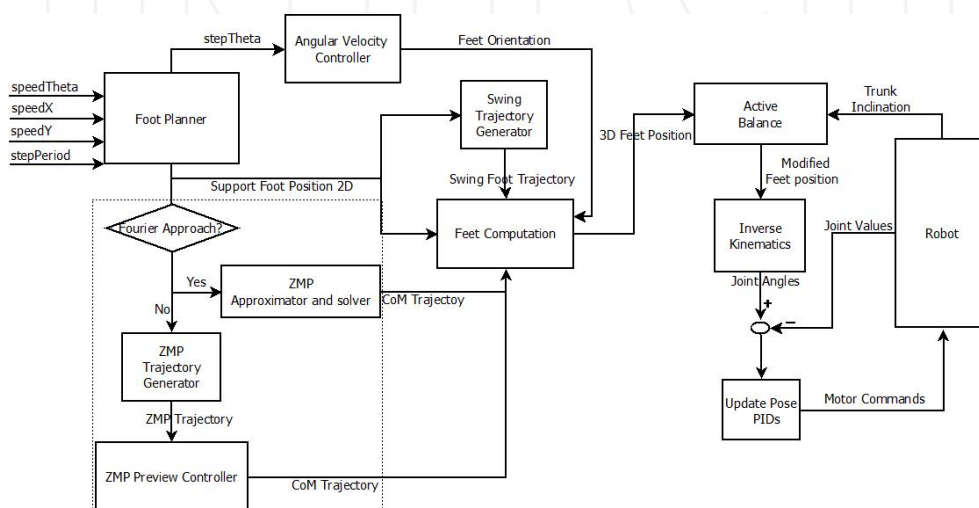 stepTheta
Angular Velocity
Controller
Feet Orientation
speedTheta
speedX
speedY
stepPeriod
Foot Planner
Swing
Trajectory
Generator
Active
Balance
Trunk
Inclination
3D Feet Position
Support Foot Position 2D
Swing Foot Trajectory
Modified
Feet position
Fourier Approach?
Feet Computation
Inverse
Kinematics
Joint Values
Robot
Yes
ZMP
Approximator and solver
CoM Trajectoy
Joint Angles
+
−
No
ZMP
Trajectory
Generator
Update Pose
PIDs
Motor Commands
ZMP Trajectory
ZMP Preview Controller
CoM Trajectory